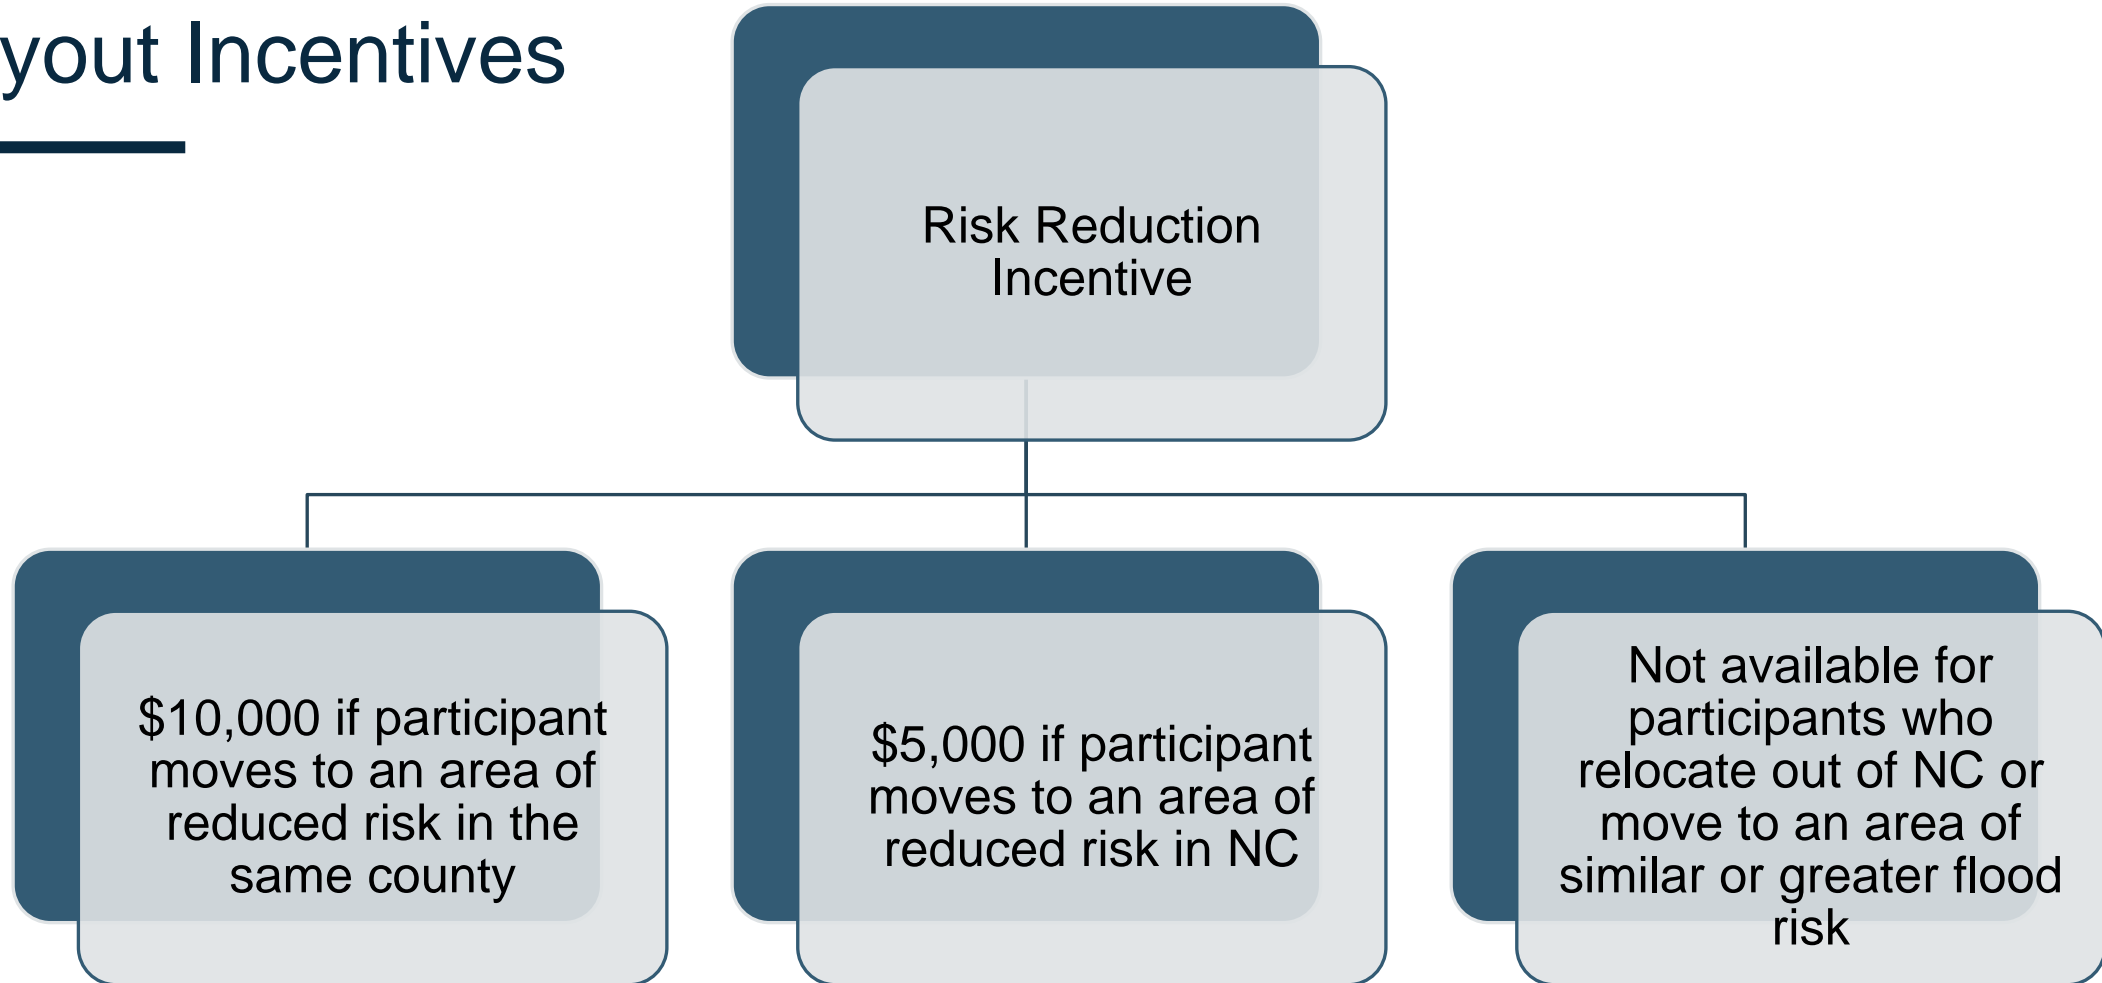 yout Incentives
Risk Reduction
Incentive
$10,000 if participant
moves to an area of
reduced risk in the
same county
$5,000 if participant
moves to an area of
reduced risk in NC
Not available for
participants who
relocate out of NC or
move to an area of
similar or greater flood
risk